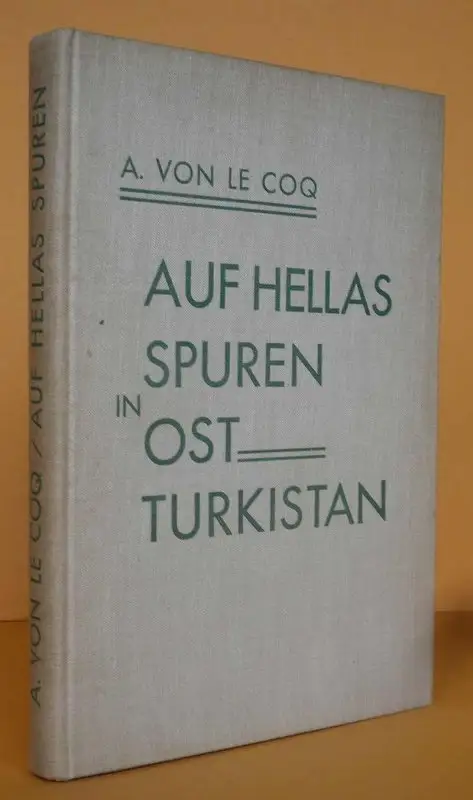 A. VON LE COQ / AUF HELLAS SPUREN
A. VON LE COQ
AUF HELLAS
SPUREN
IN
OST
TURKISTAN